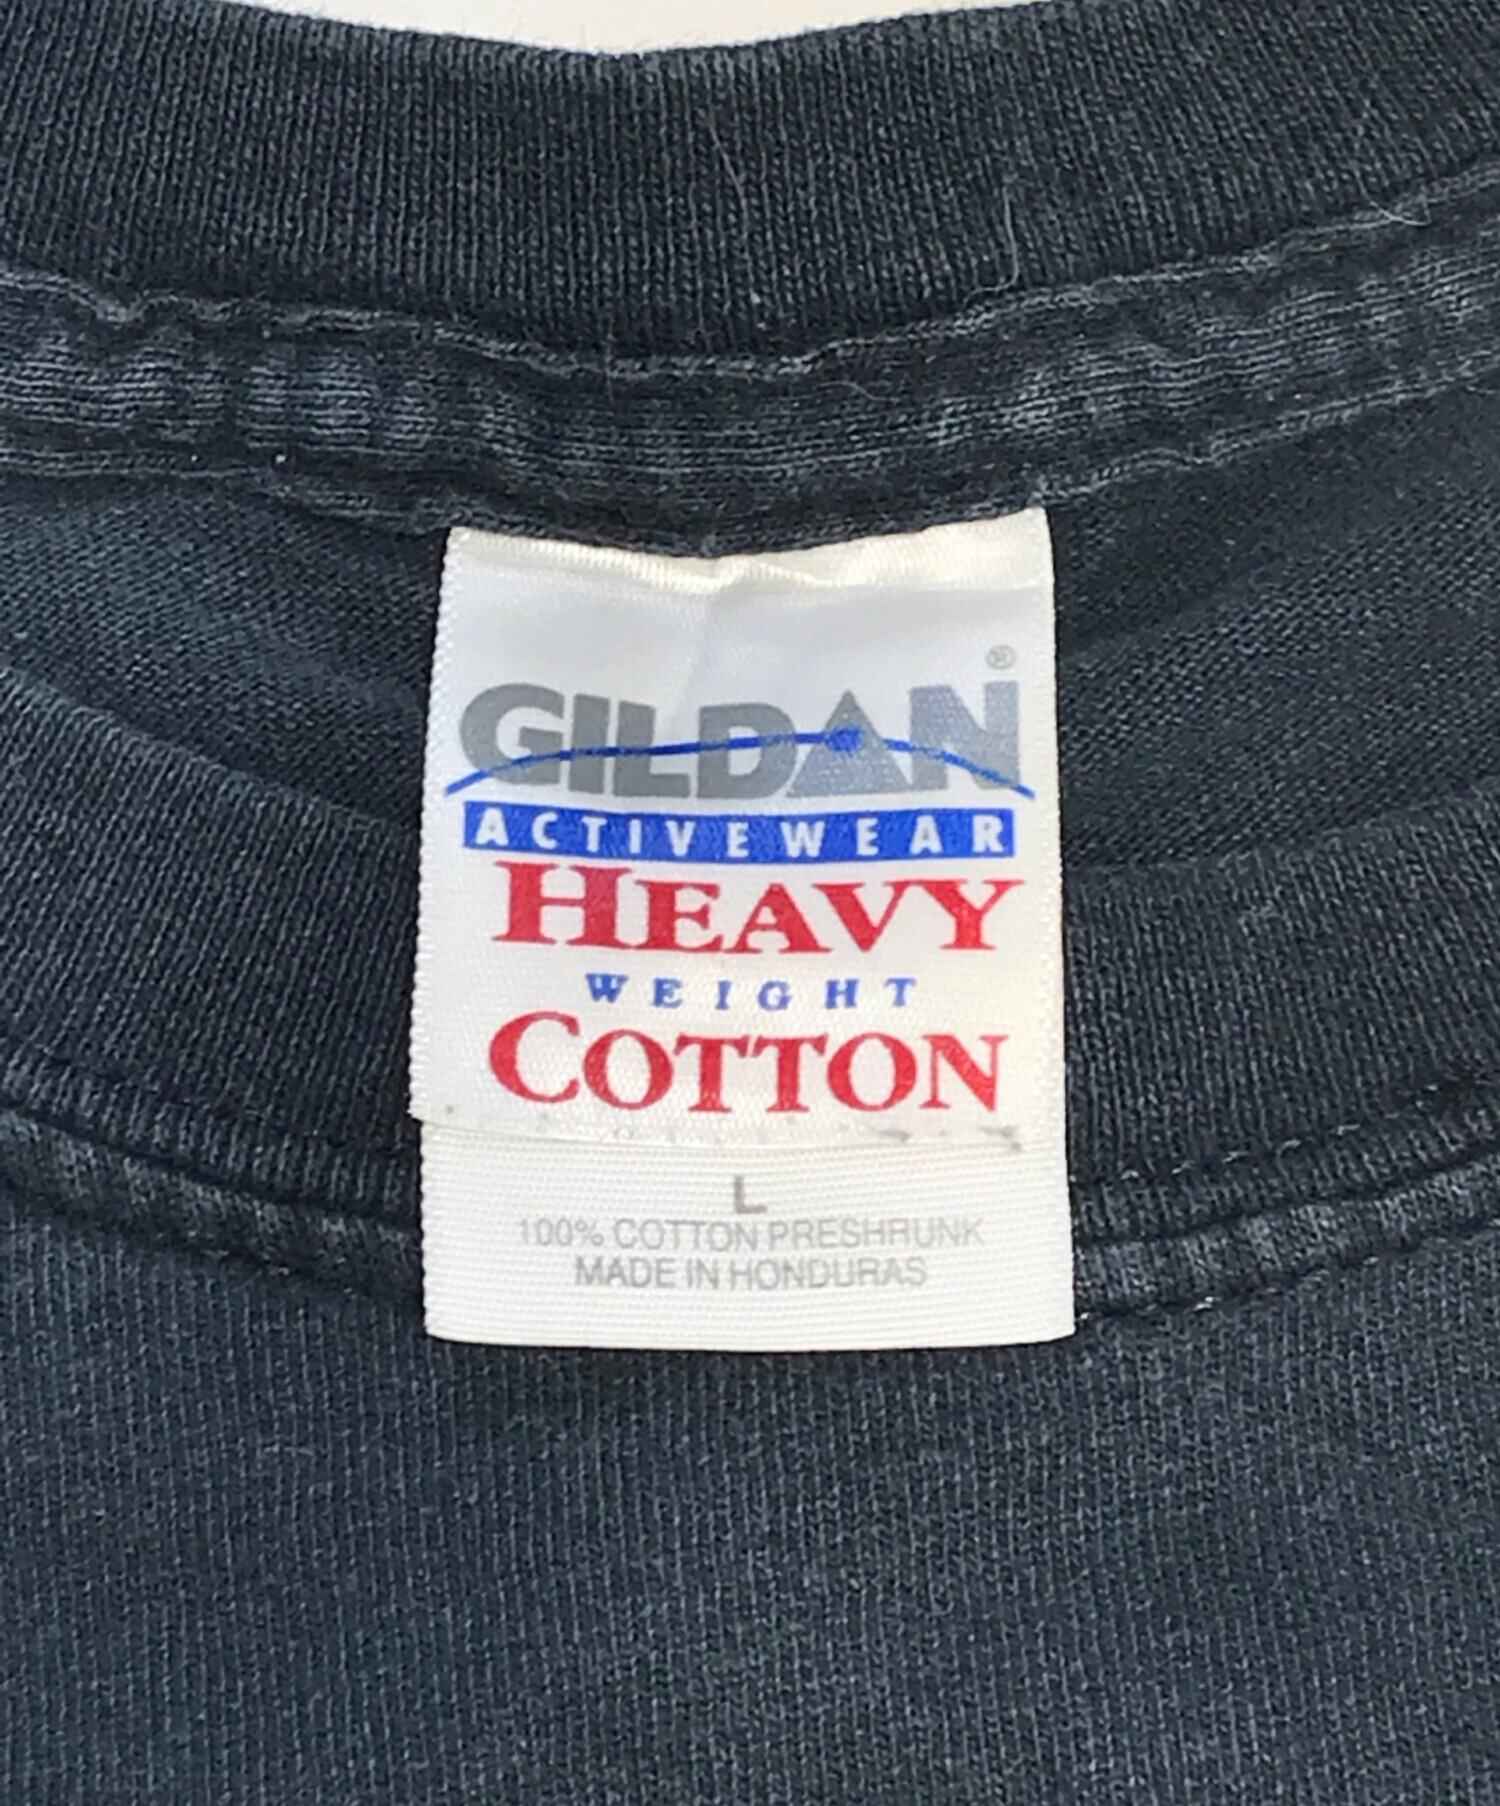 GILDAN®
ACTIVEWEAR
HEAVY
WEIGHT
COTTON
L
100% COTTON PRESHRUNK
MADE IN HONDURAS